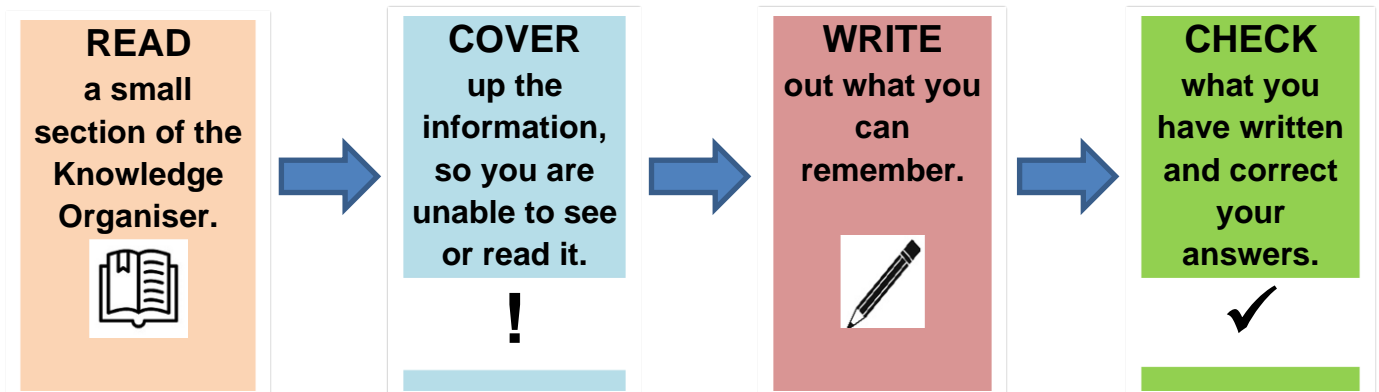 READ
a small
section of the
Knowledge
Organiser.
COVER
up the
information,
so you are
unable to see
or read it.
!
WRITE
out what you
can
remember.
CHECK
what you
have written
and correct
your
answers.
✓